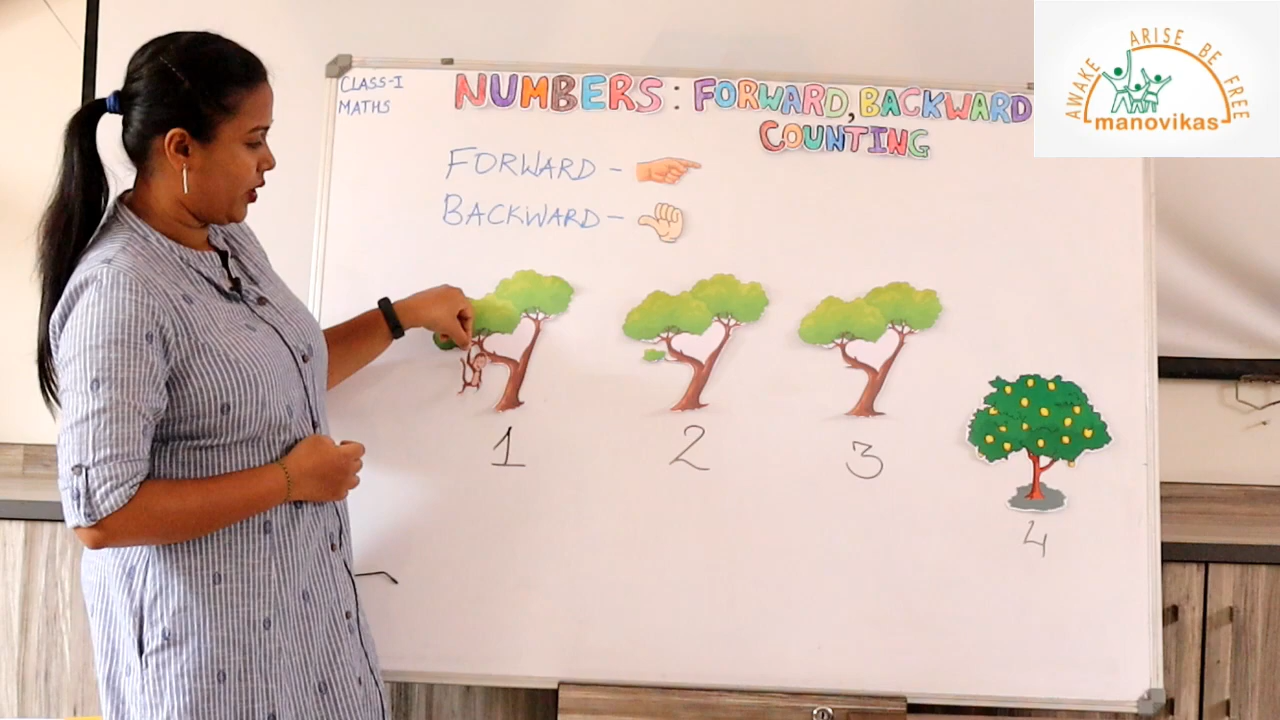 CLASS-I
MATHS
NUMBERS : FORWARD, BACKWARD
COUNTING
FORWARD -
BACKWARD -
1 2 3
4
AWAKE ARISE BE FREE
manovikas